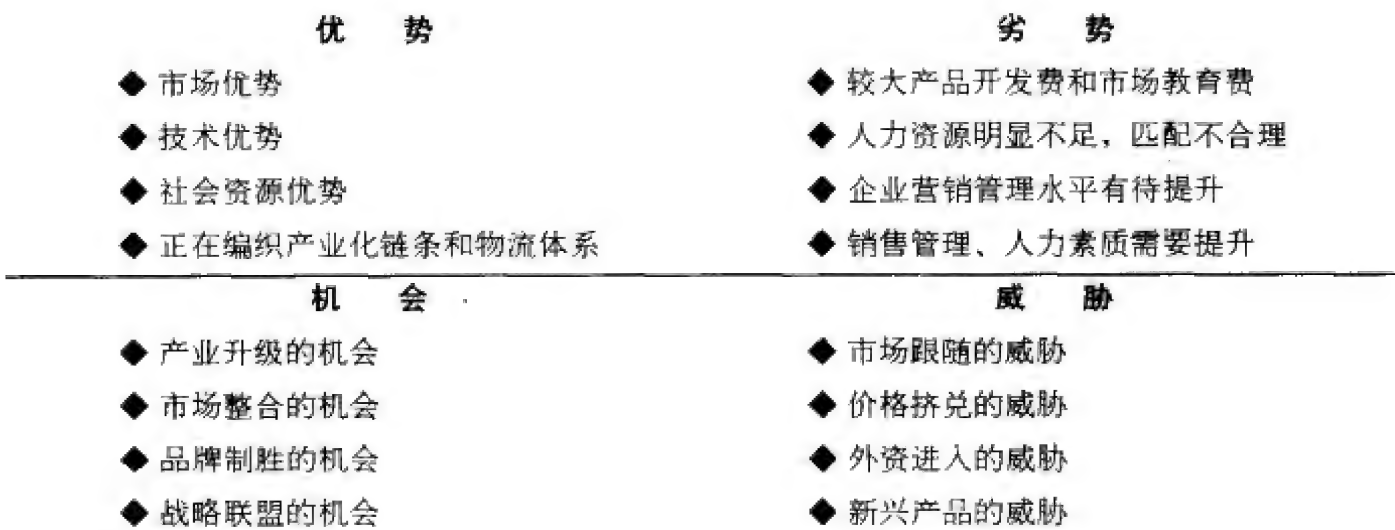 优 势
◆ 市场优势
◆ 技术优势
◆ 社会资源优势
◆ 正在编织产业化链条和物流体系
劣 势
◆ 较大产品开发费和市场教育费
◆ 人力资源明显不足，匹配不合理
◆ 企业营销管理水平有待提升
◆ 销售管理、人力素质需要提升
机 会
◆ 产业升级的机会
◆ 市场整合的机会
◆ 品牌制胜的机会
◆ 战略联盟的机会
威 胁
◆ 市场跟随的威胁
◆ 价格挤兑的威胁
◆ 外资进入的威胁
◆ 新兴产品的威胁